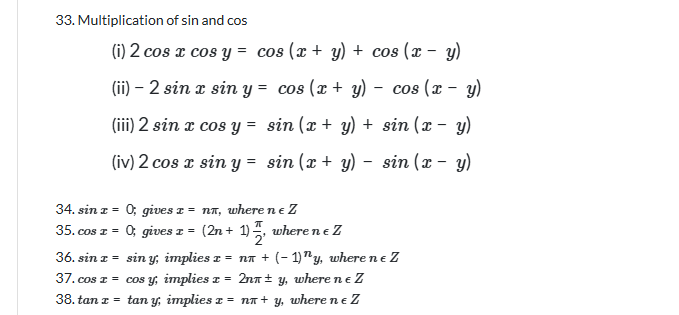 33. Multiplication of sin and cos
(i) 2 cos x cos y = cos (x + y) + cos (x − y)
(ii) − 2 sin x sin y = cos (x + y) − cos (x − y)
(iii) 2 sin x cos y = sin (x + y) + sin (x − y)
(iv) 2 cos x sin y = sin (x + y) − sin (x − y)
34. sin x = 0; gives x = nπ, where n ϵ Z
35. cos x = 0; gives x = (2n + 1) π/2, where n ϵ Z
36. sin x = sin y; implies x = nπ + (− 1)ⁿ y, where n ϵ Z
37. cos x = cos y; implies x = 2nπ ± y, where n ϵ Z
38. tan x = tan y; implies x = nπ + y, where n ϵ Z